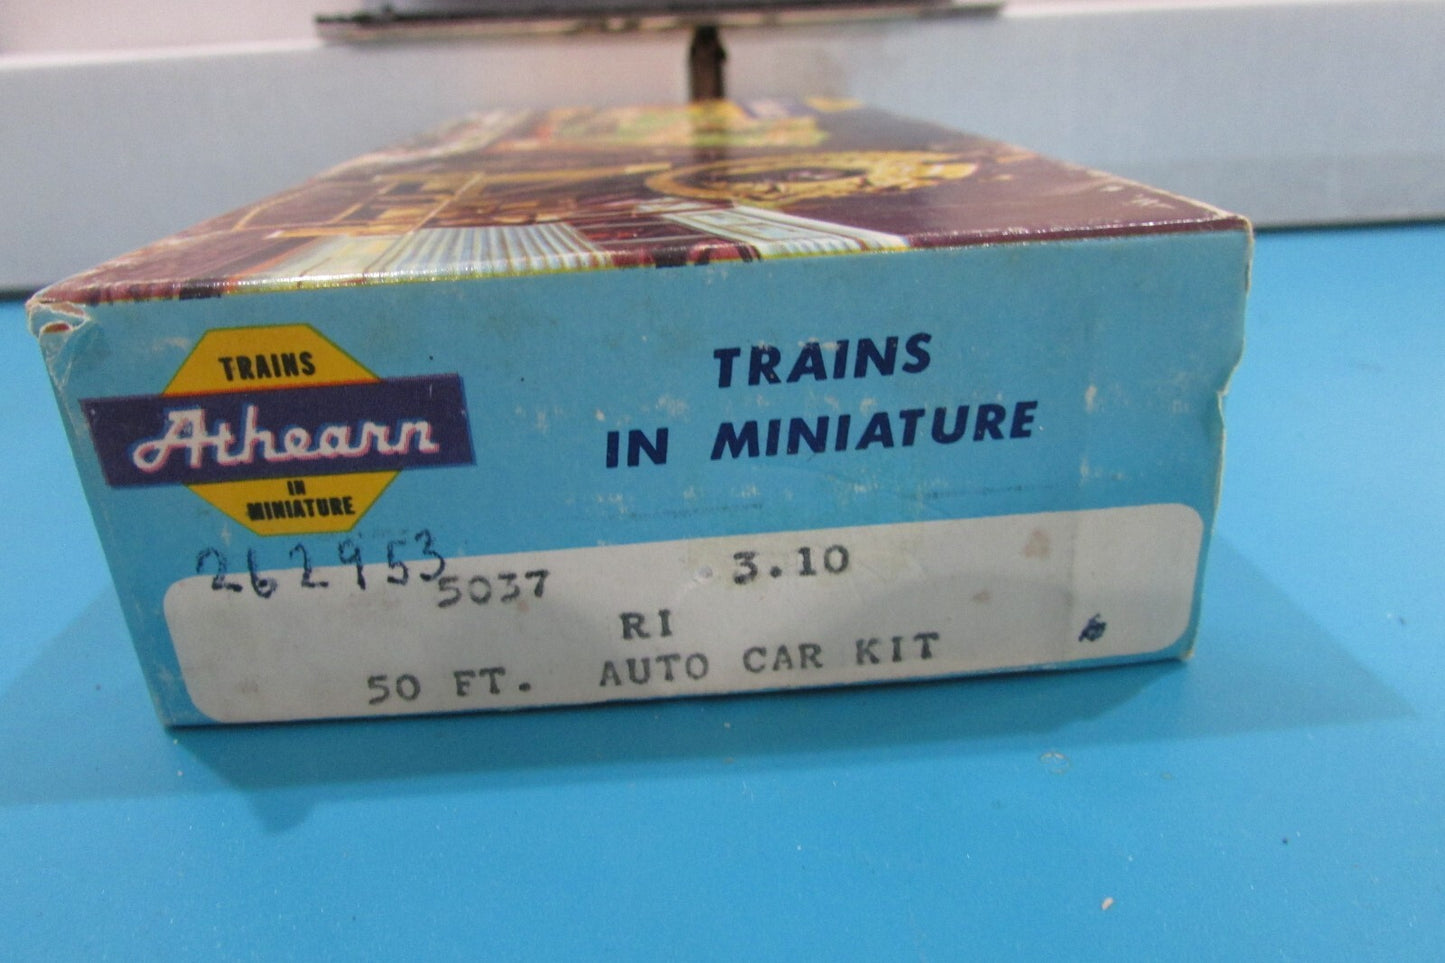 TRAINS
Athearn
IN
MINIATURE
TRAINS
IN MINIATURE
262953
5037 3.10
RI
50 FT. AUTO CAR KIT